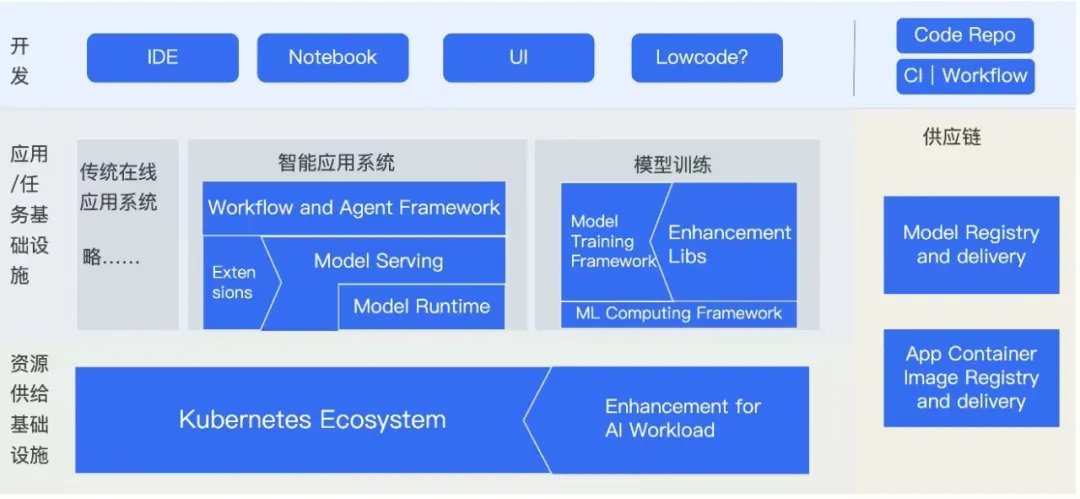 开
发
IDE
Notebook
UI
Lowcode?
Code Repo
CI｜Workflow
应用
/任
务基
础设
施
传统在线
应用系统
略……
智能应用系统
Workflow and Agent Framework
Exten
sions
Model Serving
Model Runtime
模型训练
Model
Training
Framework
Enhancement
Libs
ML Computing Framework
供应链
Model Registry
and delivery
App Container
Image Registry
and delivery
资源
供给
基础
设施
Kubernetes Ecosystem
Enhancement for
AI Workload